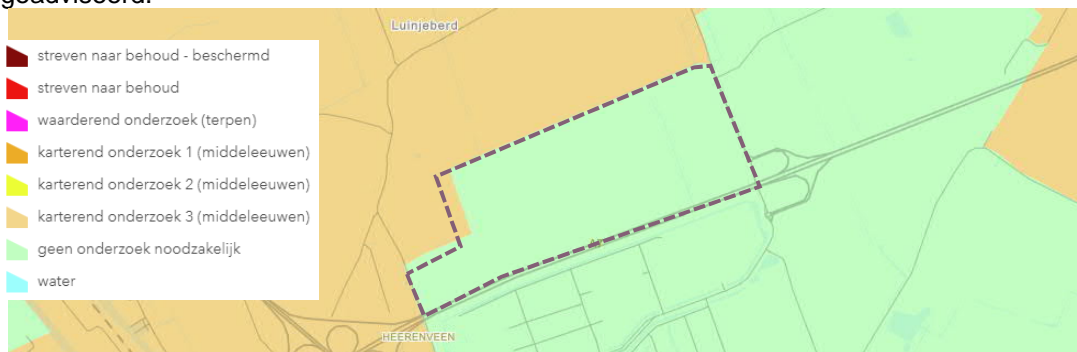 geadviseerd.
Luinjeberd
streven naar behoud - beschermd
streven naar behoud
waarderend onderzoek (terpen)
karterend onderzoek 1 (middeleeuwen)
karterend onderzoek 2 (middeleeuwen)
karterend onderzoek 3 (middeleeuwen)
geen onderzoek noodzakelijk
water
HEERENVEEN